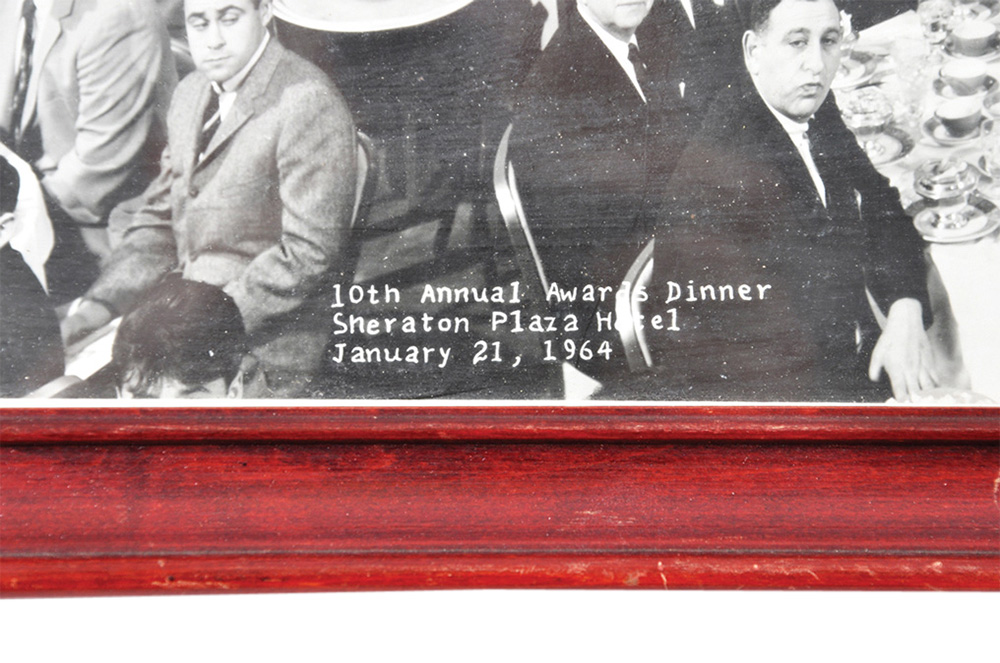 10th Annual Awards Dinner
Sheraton Plaza Hotel
January 21, 1964